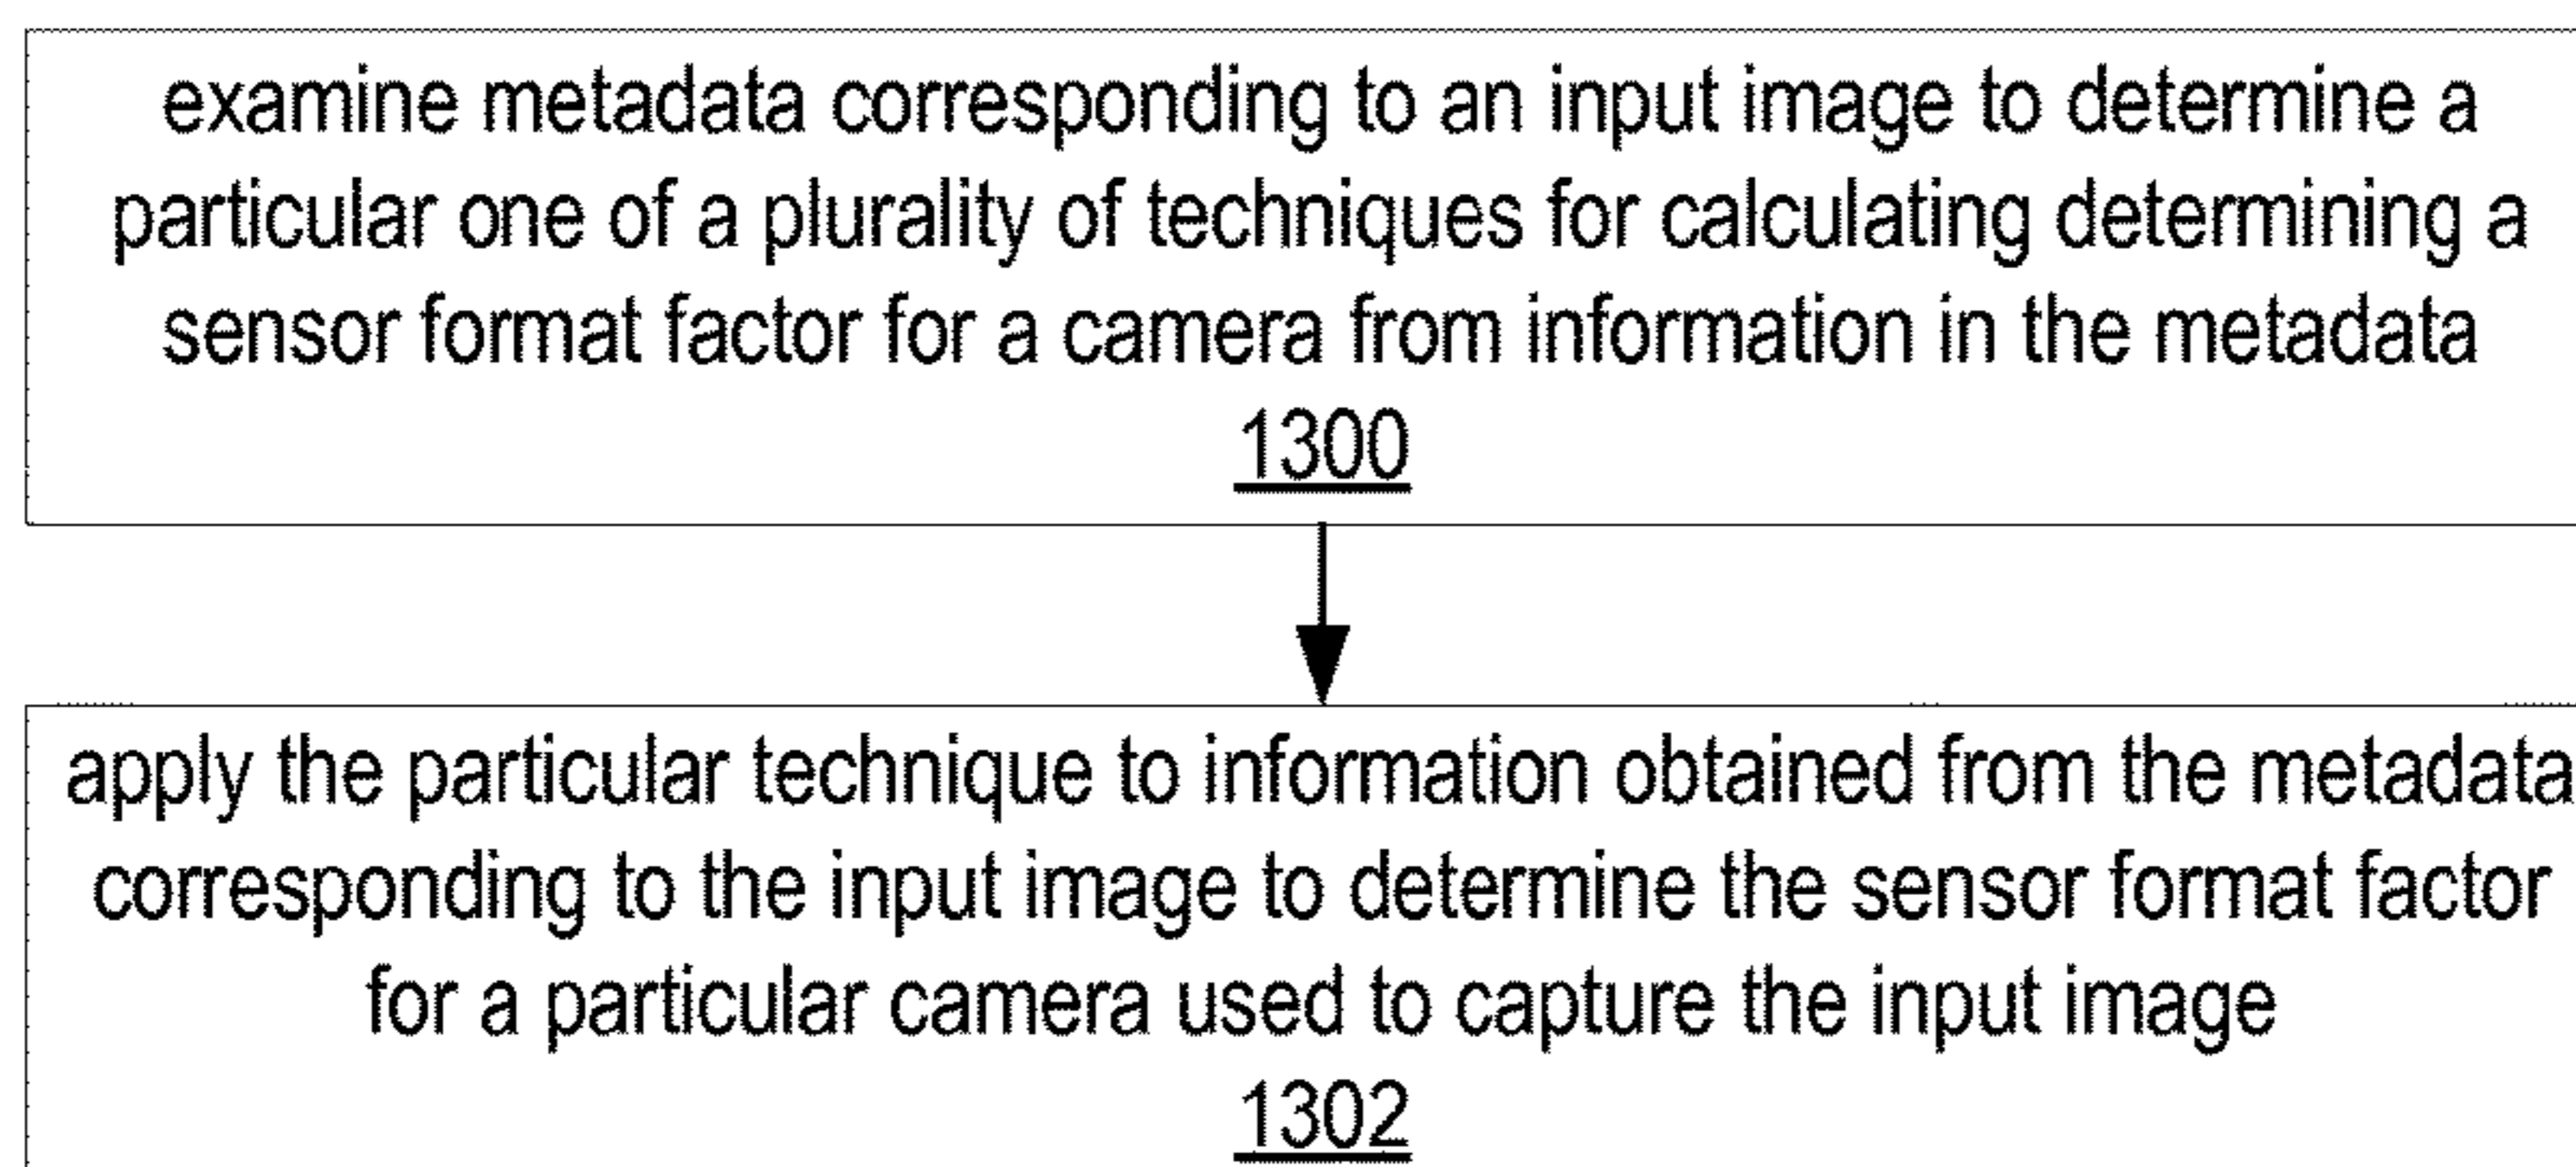 examine metadata corresponding to an input image to determine a
particular one of a plurality of techniques for calculating determining a
sensor format factor for a camera from information in the metadata
1300
apply the particular technique to information obtained from the metadata
corresponding to the input image to determine the sensor format factor
for a particular camera used to capture the input image
1302